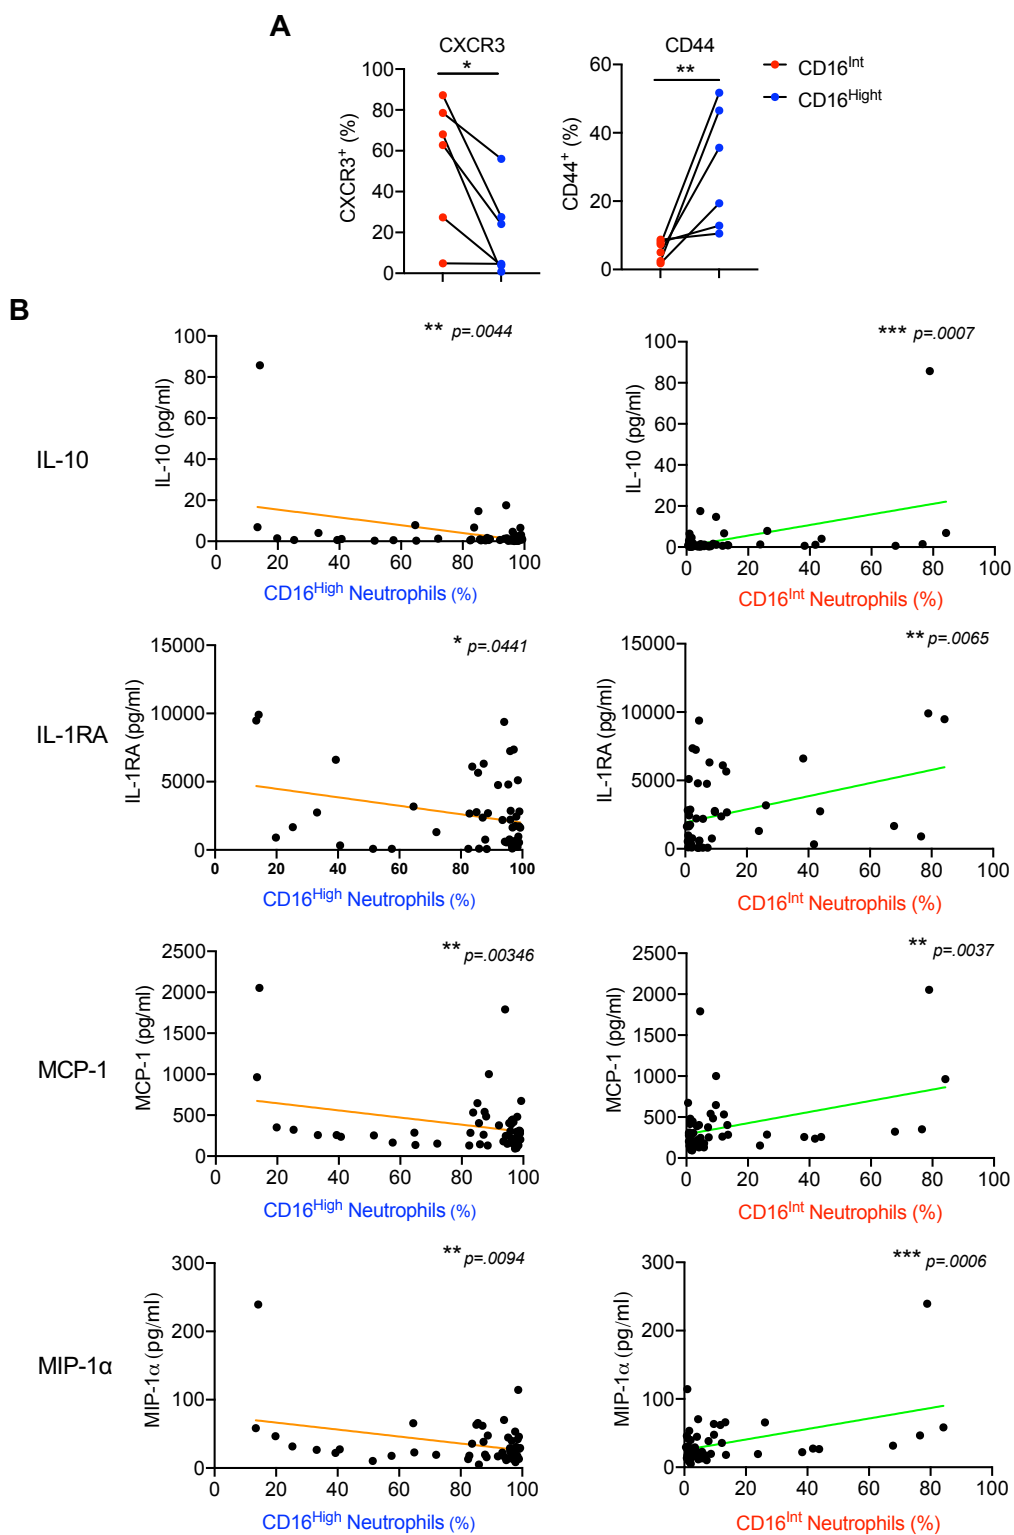 A
CXCR3
*
CXCR3+ (%)
100
80
60
40
20
0
CD44
**
CD44+ (%)
60
40
20
0
CD16Int
CD16Hight
B
IL-10
** p=.0044
IL-10 (pg/ml)
100
80
60
40
20
0
0 20 40 60 80 100
CD16High Neutrophils (%)
*** p=.0007
IL-10 (pg/ml)
100
80
60
40
20
0
0 20 40 60 80 100
CD16Int Neutrophils (%)
IL-1RA
* p=.0441
IL-1RA (pg/ml)
15000
10000
5000
0
0 20 40 60 80 100
CD16High Neutrophils (%)
** p=.0065
IL-1RA (pg/ml)
15000
10000
5000
0
0 20 40 60 80 100
CD16Int Neutrophils (%)
MCP-1
** p=.00346
MCP-1 (pg/ml)
2500
2000
1500
1000
500
0
0 20 40 60 80 100
CD16High Neutrophils (%)
** p=.0037
MCP-1 (pg/ml)
2500
2000
1500
1000
500
0
0 20 40 60 80 100
CD16Int Neutrophils (%)
MIP-1α
** p=.0094
MIP-1α (pg/ml)
300
200
100
0
0 20 40 60 80 100
CD16High Neutrophils (%)
*** p=.0006
MIP-1α (pg/ml)
300
200
100
0
0 20 40 60 80 100
CD16Int Neutrophils (%)